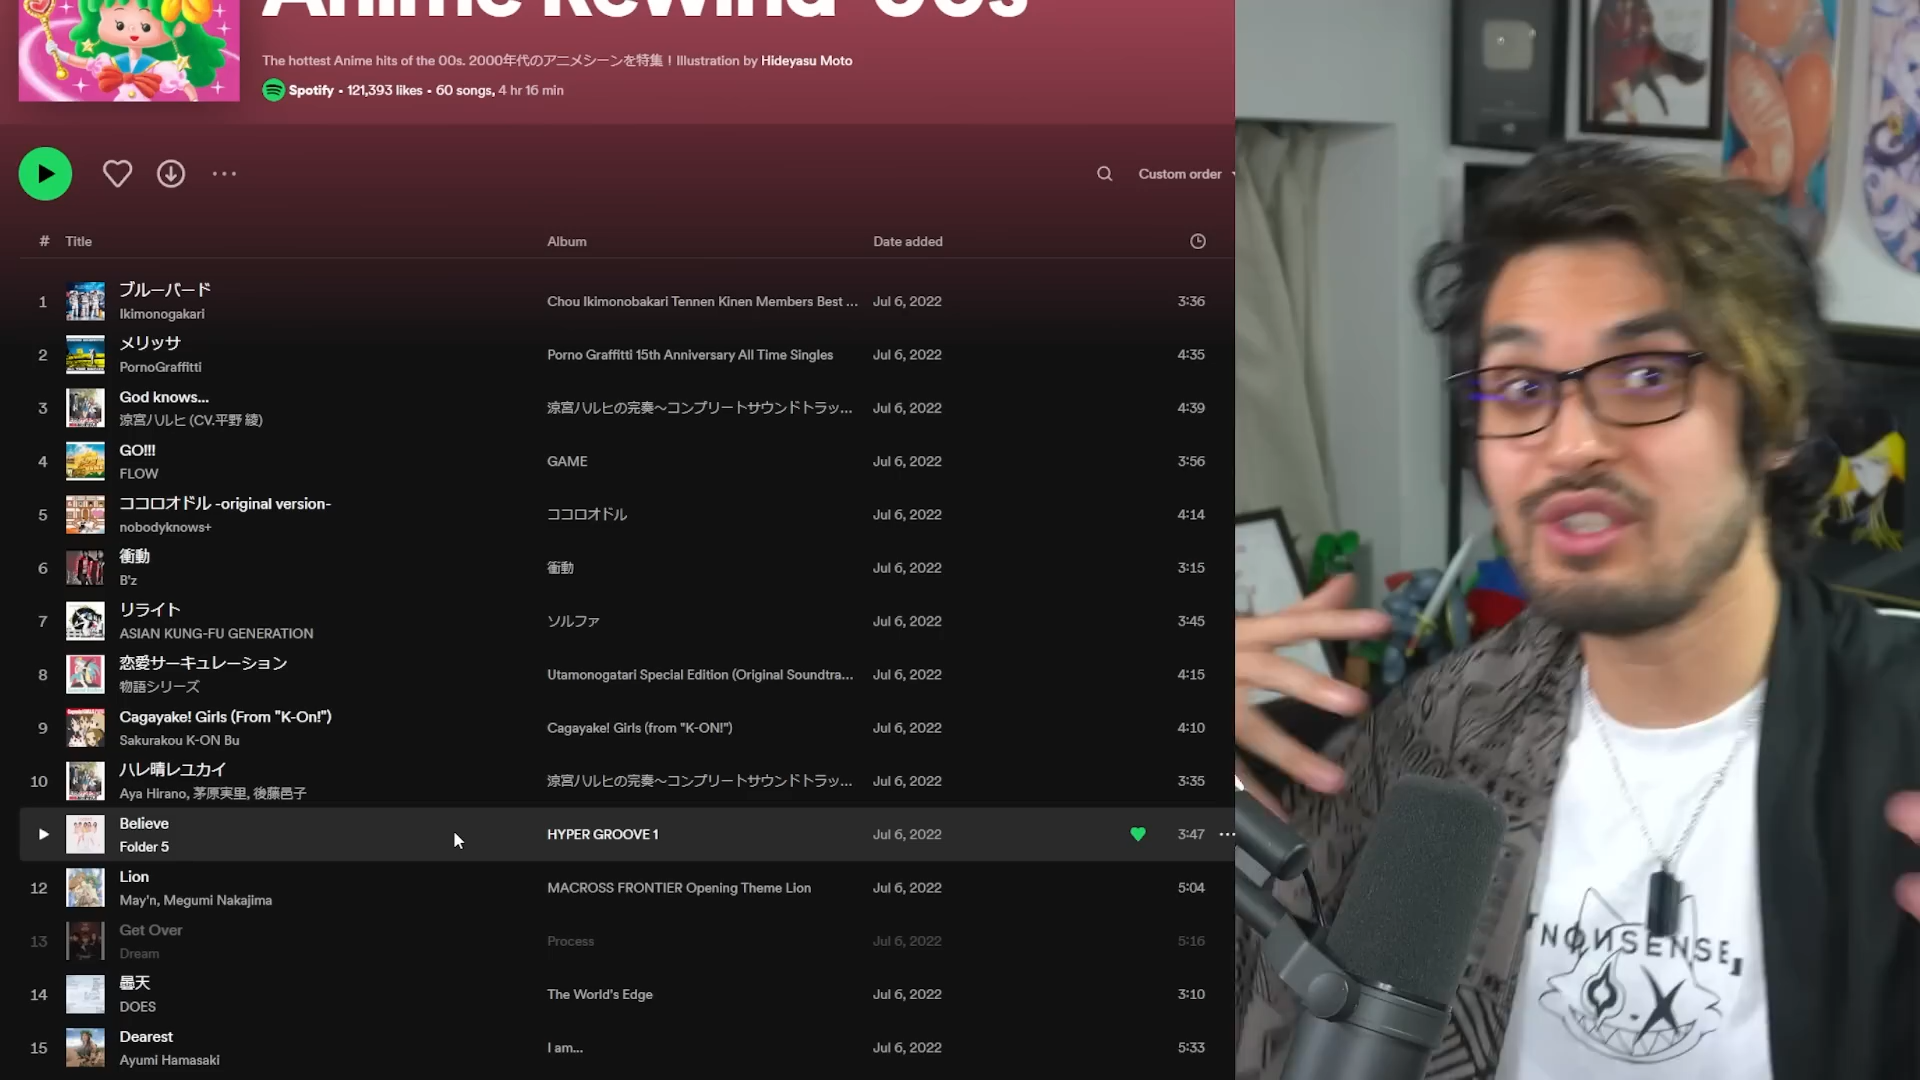 Anime Rewind '00s
The hottest Anime hits of the 00s. 2000年代のアニメシーンを特集！Illustration by Hideyasu Moto
Spotify • 121,393 likes • 60 songs, 4 hr 16 min
Custom order
# Title Album Date added
1 ブルーバード Chou Ikimonobakari Tennen Kinen Members Best ... Jul 6, 2022 3:36
Ikimonogakari
2 メリッサ Porno Graffitti 15th Anniversary All Time Singles Jul 6, 2022 4:35
PornoGraffitti
3 God knows... 涼宮ハルヒの完奏〜コンプリートサウンドトラッ... Jul 6, 2022 4:39
涼宮ハルヒ (CV.平野 綾)
4 GO!!! GAME Jul 6, 2022 3:56
FLOW
5 ココロオドル -original version- ココロオドル Jul 6, 2022 4:14
nobodyknows+
6 衝動 衝動 Jul 6, 2022 3:15
B'z
7 リライト ソルファ Jul 6, 2022 3:45
ASIAN KUNG-FU GENERATION
8 恋愛サーキュレーション Utamonogatari Special Edition (Original Soundtra... Jul 6, 2022 4:15
物語シリーズ
9 Cagayake! Girls (From "K-On!") Cagayake! Girls (from "K-ON!") Jul 6, 2022 4:10
Sakurakou K-ON Bu
10 ハレ晴レユカイ 涼宮ハルヒの完奏〜コンプリートサウンドトラッ... Jul 6, 2022 3:35
Aya Hirano, 茅原実里, 後藤邑子
Believe HYPER GROOVE 1 Jul 6, 2022 3:47
Folder 5
12 Lion MACROSS FRONTIER Opening Theme Lion Jul 6, 2022 5:04
May'n, Megumi Nakajima
13 Get Over Process Jul 6, 2022 5:16
Dream
14 曇天 The World's Edge Jul 6, 2022 3:10
DOES
15 Dearest I am... Jul 6, 2022 5:33
Ayumi Hamasaki
「NONSENSE」